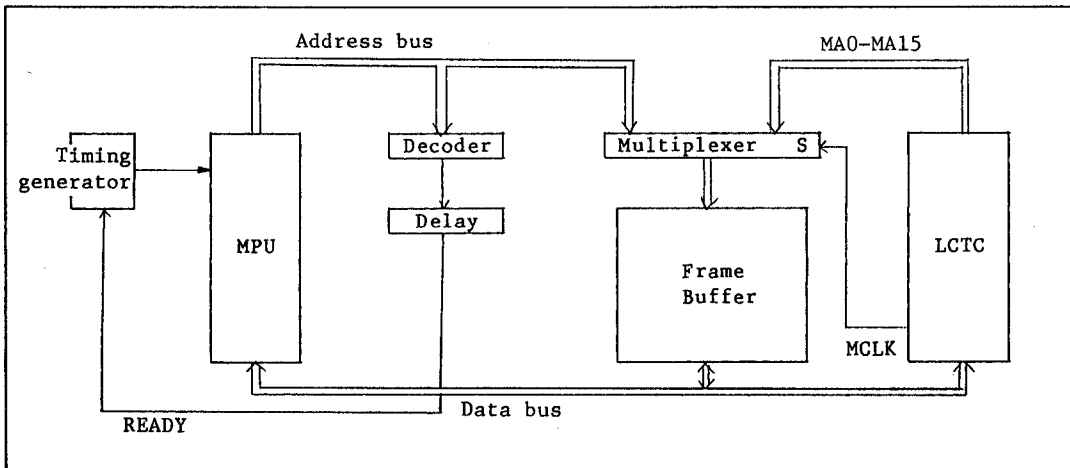 Address bus
MA0-MA15
Timing
generator
MPU
Decoder
Delay
Multiplexer S
Frame
Buffer
LCTC
MCLK
Data bus
READY